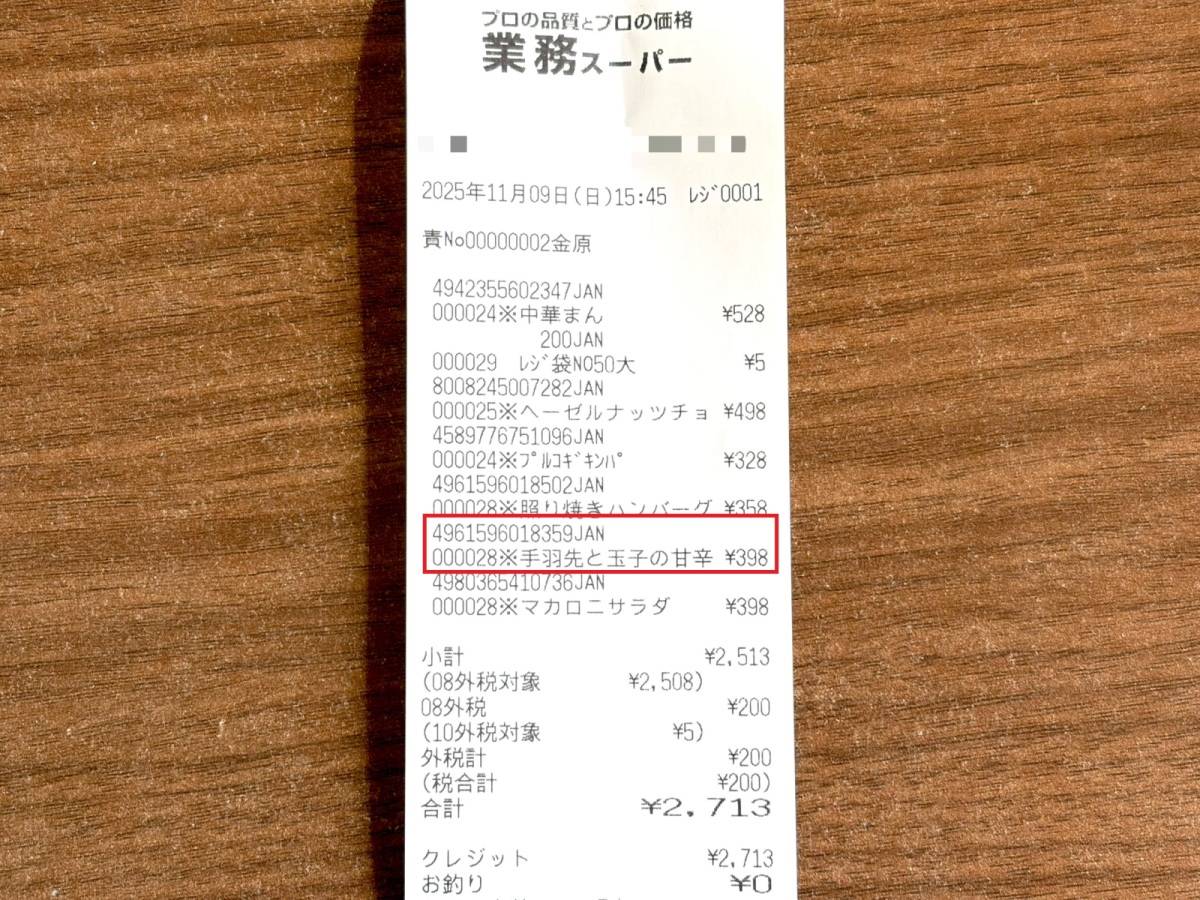 プロの品質とプロの価格
業務スーパー
2025年11月09日(日)15:45 ﾚｼﾞ0001
責No00000002金原
4942355602347JAN
000024※中華まん ¥528
200JAN
000029 ﾚｼﾞ袋NO50大 ¥5
8008245007282JAN
000025※ヘーゼルナッツチョ ¥498
4589776751096JAN
000024※ﾌﾟﾙｺｷﾞｷﾝﾊﾟ ¥328
4961596018502JAN
000028※照り焼きハンバーグ ¥358
4961596018359JAN
000028※手羽先と玉子の甘辛 ¥398
4980365410736JAN
000028※マカロニサラダ ¥398
小計 ¥2,513
(08外税対象 ¥2,508)
08外税 ¥200
(10外税対象 ¥5)
外税計 ¥200
(税合計 ¥200)
合計 ¥2,713
クレジット ¥2,713
お釣り ¥0